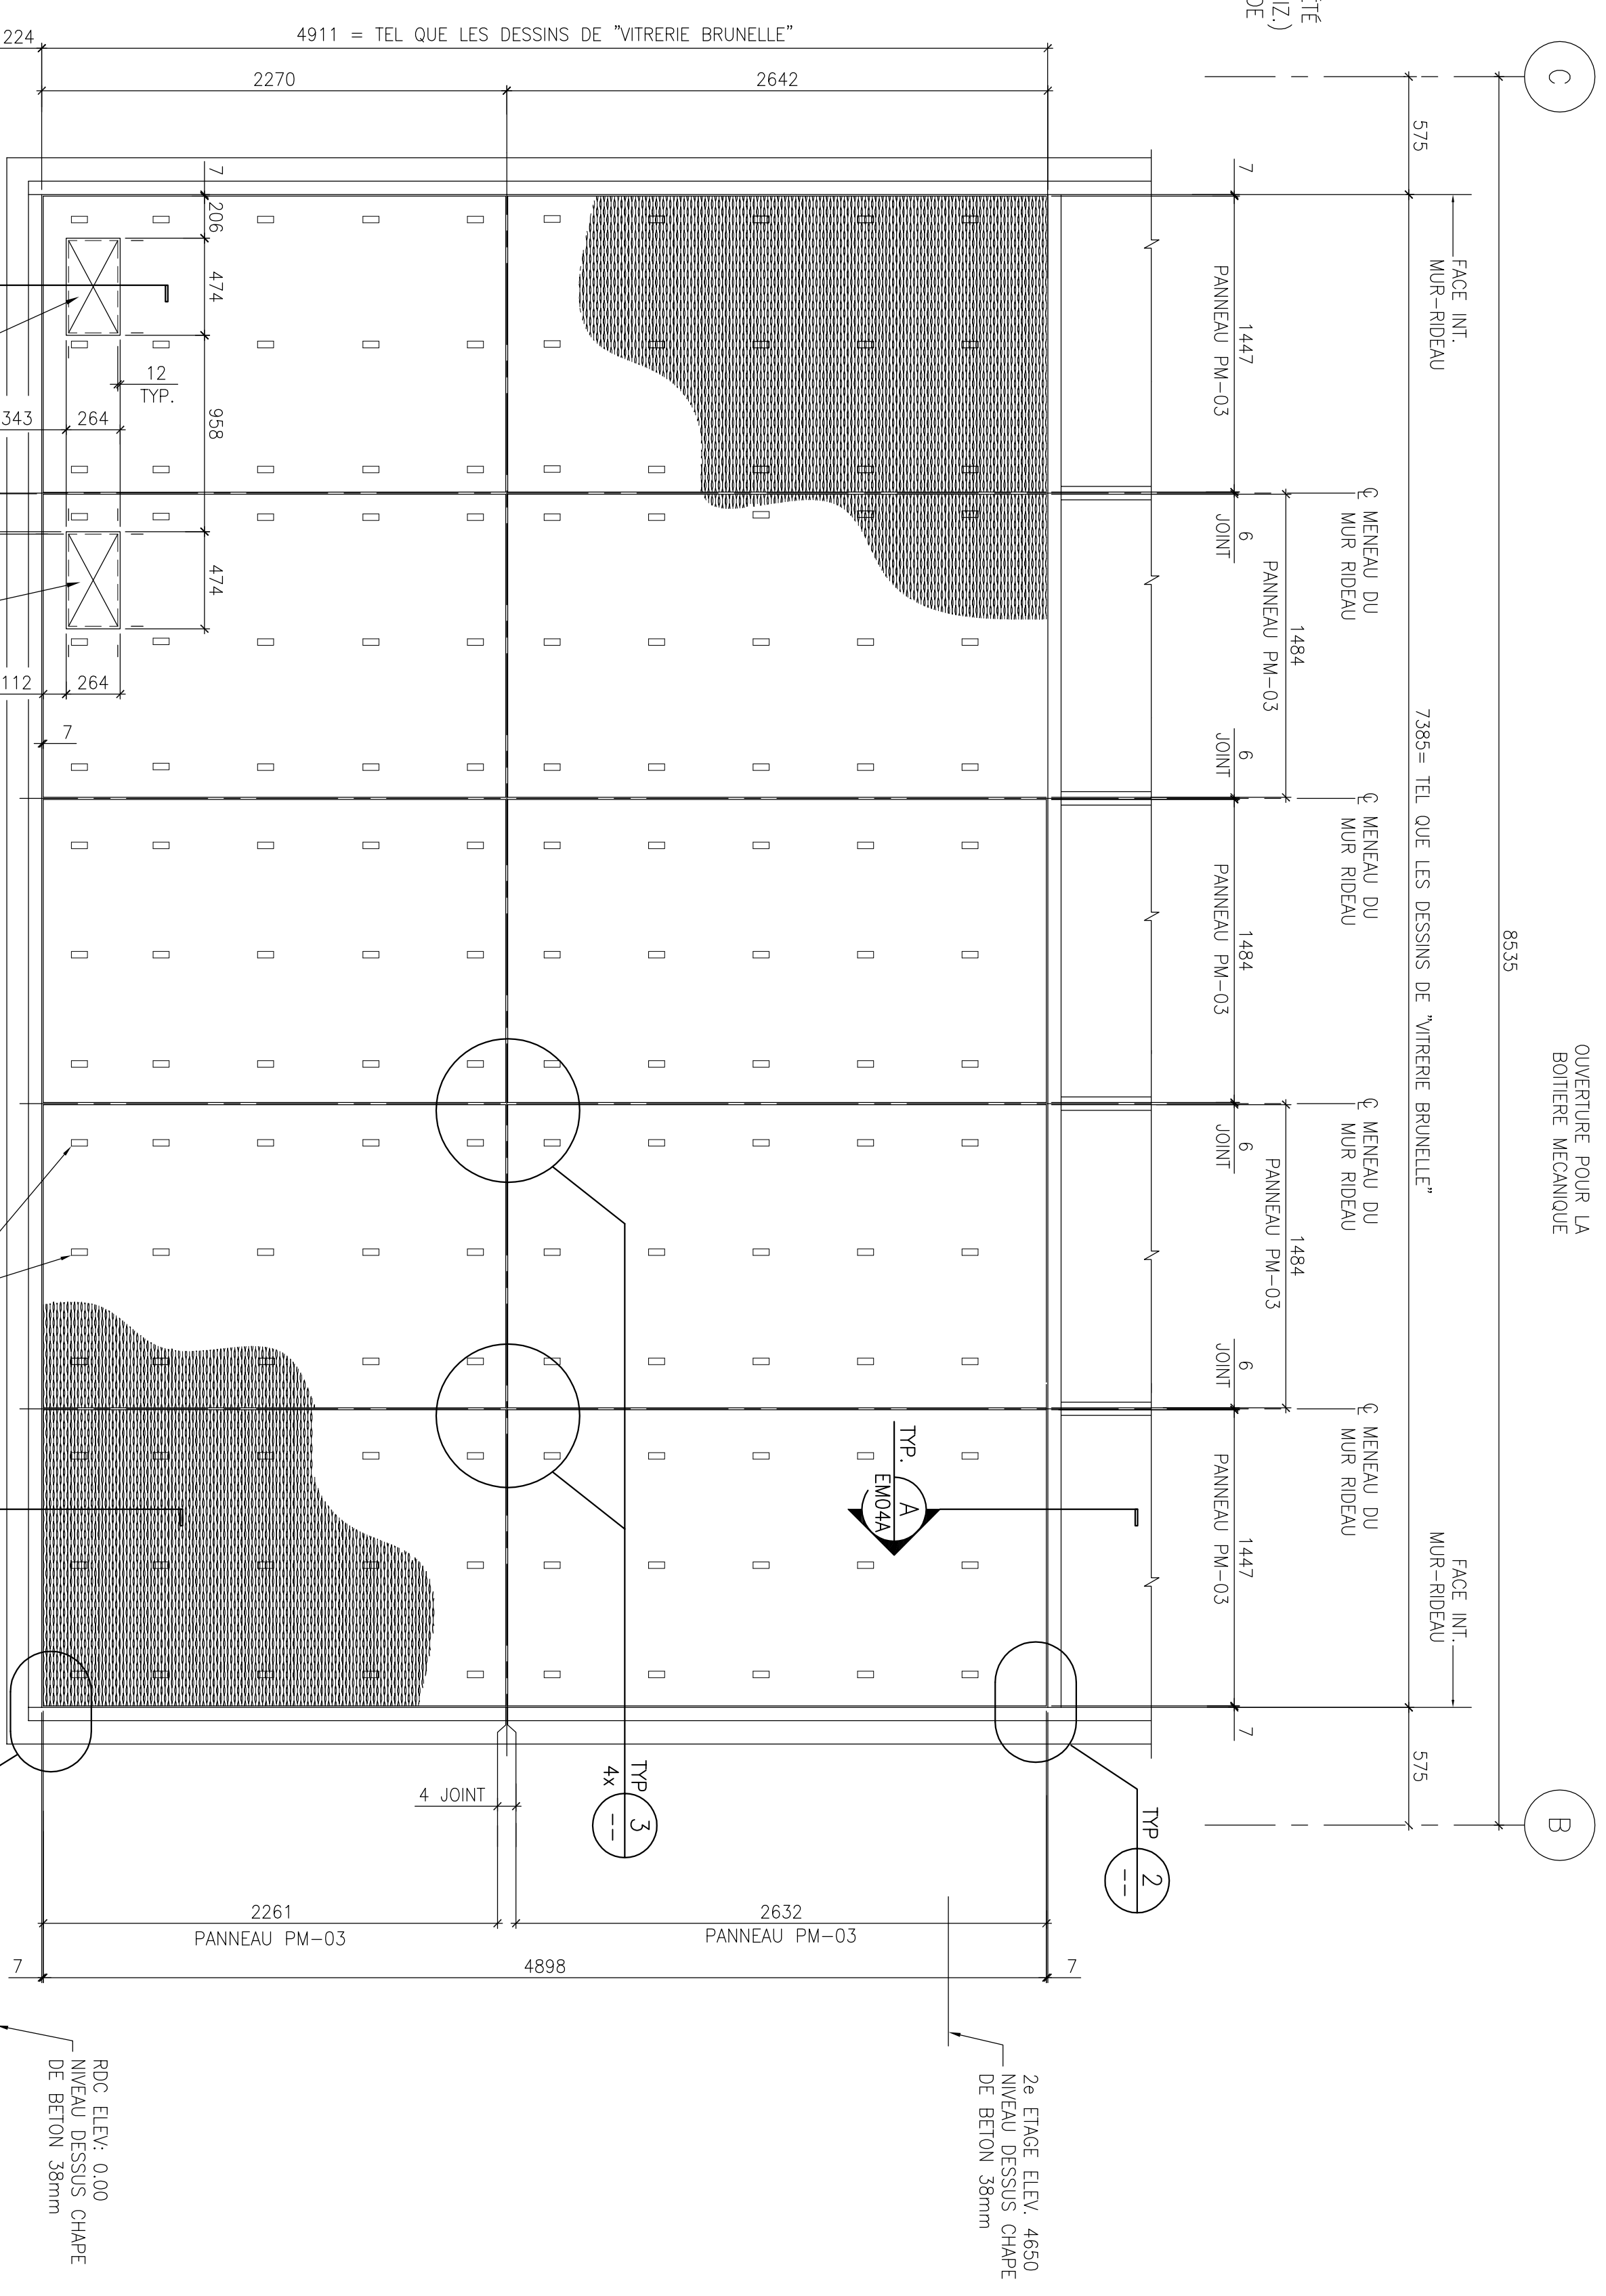 ÉTÉ
IZ.)
DE
C
B
OUVERTURE POUR LA
BOITIERE MECANIQUE
8535
575
7385= TEL QUE LES DESSINS DE "VITRERIE BRUNELLE"
575
FACE INT.
MUR-RIDEAU
FACE INT.
MUR-RIDEAU
℄ MENEAU DU
MUR RIDEAU
℄ MENEAU DU
MUR RIDEAU
℄ MENEAU DU
MUR RIDEAU
℄ MENEAU DU
MUR RIDEAU
1484
PANNEAU PM-03
1484
PANNEAU PM-03
7
1447
PANNEAU PM-03
6
JOINT
6
JOINT
1484
PANNEAU PM-03
6
JOINT
6
JOINT
1447
PANNEAU PM-03
7
224
4911 = TEL QUE LES DESSINS DE "VITRERIE BRUNELLE"
2270
2642
7
206
474
958
474
12
TYP.
343
264
112
264
7
TYP.
A
EM04A
TYP
4x
3
--
TYP
2
--
4 JOINT
2261
PANNEAU PM-03
2632
PANNEAU PM-03
7
4898
7
2e ETAGE ELEV. 4650
NIVEAU DESSUS CHAPE
DE BETON 38mm
RDC ELEV: 0.00
NIVEAU DESSUS CHAPE
DE BETON 38mm